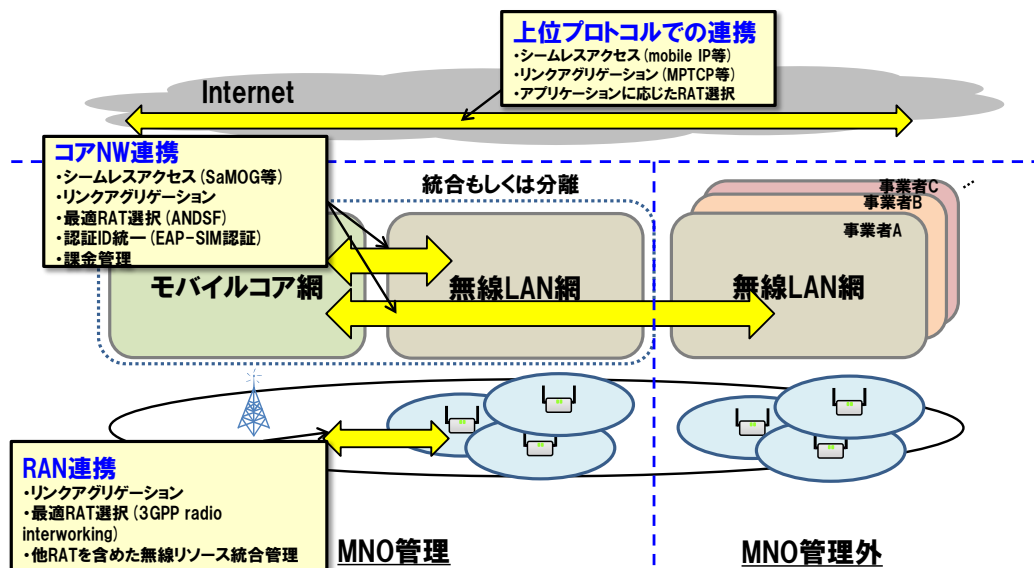 上位プロトコルでの連携
・シームレスアクセス(mobile IP等)
・リンクアグリゲーション(MPTCP等)
・アプリケーションに応じたRAT選択
Internet
コアNW連携
・シームレスアクセス(SaMOG等)
・リンクアグリゲーション
・最適RAT選択(ANDSF)
・認証ID統一(EAP-SIM認証)
・課金管理
統合もしくは分離
事業者C
…
事業者B
事業者A
モバイルコア網
無線LAN網
無線LAN網
RAN連携
・リンクアグリゲーション
・最適RAT選択(3GPP radio
interworking)
・他RATを含めた無線リソース統合管理
MNO管理
MNO管理外